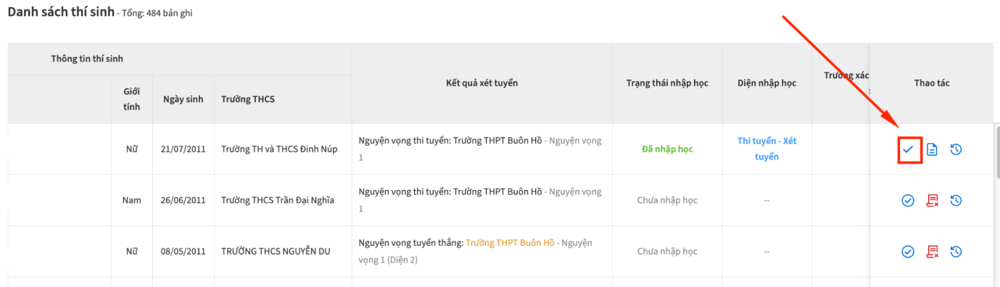 Danh sách thí sinh - Tổng: 484 bản ghi
Thông tin thí sinh
Kết quả xét tuyển
Trạng thái nhập học
Diện nhập học
Trường xác
Thao tác
Giới
tính
Ngày sinh
Trường THCS
Nữ
21/07/2011
Trường TH và THCS Đinh Núp
Nguyện vọng thi tuyển: Trường THPT Buôn Hồ - Nguyện vọng
1
Đã nhập học
Thi tuyển - Xét
tuyển
Nam
26/06/2011
Trường THCS Trần Đại Nghĩa
Nguyện vọng thi tuyển: Trường THPT Buôn Hồ - Nguyện vọng
1
Chưa nhập học
--
Nữ
08/05/2011
TRƯỜNG THCS NGUYỄN DU
Nguyện vọng tuyển thẳng: Trường THPT Buôn Hồ - Nguyện
vọng 1 (Diện 2)
Chưa nhập học
--